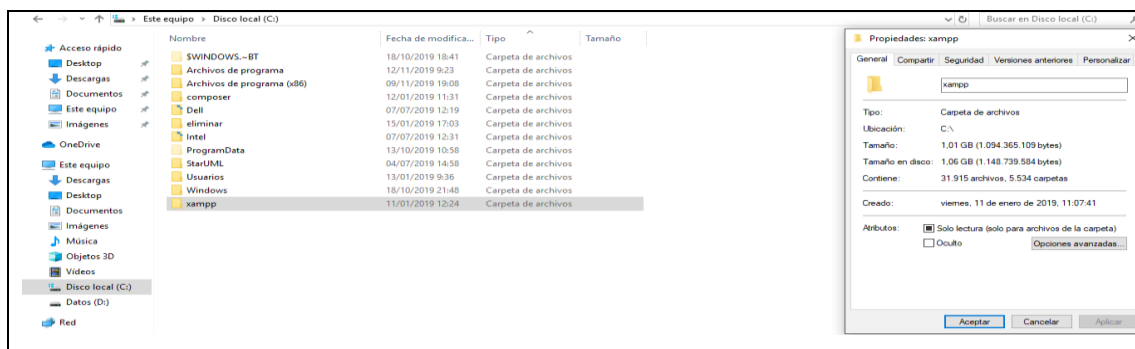 Este equipo > Disco local (C:)
Buscar en Disco local (C:)
Acceso rápido
Desktop
Descargas
Documentos
Este equipo
Imágenes
OneDrive
Este equipo
Descargas
Desktop
Documentos
Imágenes
Música
Objetos 3D
Vídeos
Disco local (C:)
Datos (D:)
Red
Nombre Fecha de modifica... Tipo Tamaño
$WINDOWS.~BT 18/10/2019 18:41 Carpeta de archivos
Archivos de programa 12/11/2019 9:23 Carpeta de archivos
Archivos de programa (x86) 09/11/2019 19:08 Carpeta de archivos
composer 12/01/2019 11:31 Carpeta de archivos
Dell 07/07/2019 12:19 Carpeta de archivos
eliminar 15/01/2019 17:03 Carpeta de archivos
Intel 07/07/2019 12:31 Carpeta de archivos
ProgramData 13/10/2019 10:58 Carpeta de archivos
StarUML 04/07/2019 14:58 Carpeta de archivos
Usuarios 13/01/2019 9:36 Carpeta de archivos
Windows 18/10/2019 21:48 Carpeta de archivos
xampp 11/01/2019 12:24 Carpeta de archivos
Propiedades: xampp
General Compartir Seguridad Versiones anteriores Personalizar
xampp
Tipo: Carpeta de archivos
Ubicación: C:\
Tamaño: 1,01 GB (1.094.365.109 bytes)
Tamaño en disco: 1,06 GB (1.148.739.584 bytes)
Contiene: 31.915 archivos, 5.534 carpetas
Creado: viernes, 11 de enero de 2019, 11:07:41
Atributos: Solo lectura (solo para archivos de la carpeta)
Oculto Opciones avanzadas...
Aceptar Cancelar Aplicar